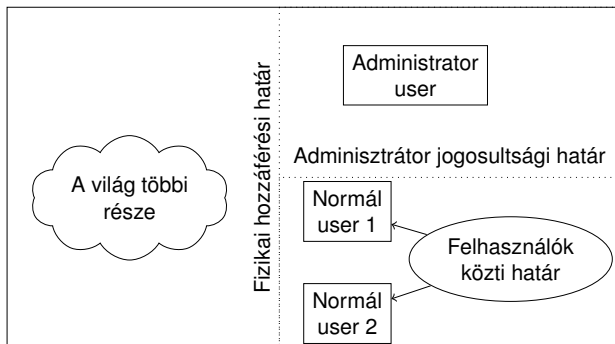 A világ többi
része
Fizikai hozzáférési határ
Administrator
user
Adminisztrátor jogosultsági határ
Normál
user 1
Felhasználók
közti határ
Normál
user 2